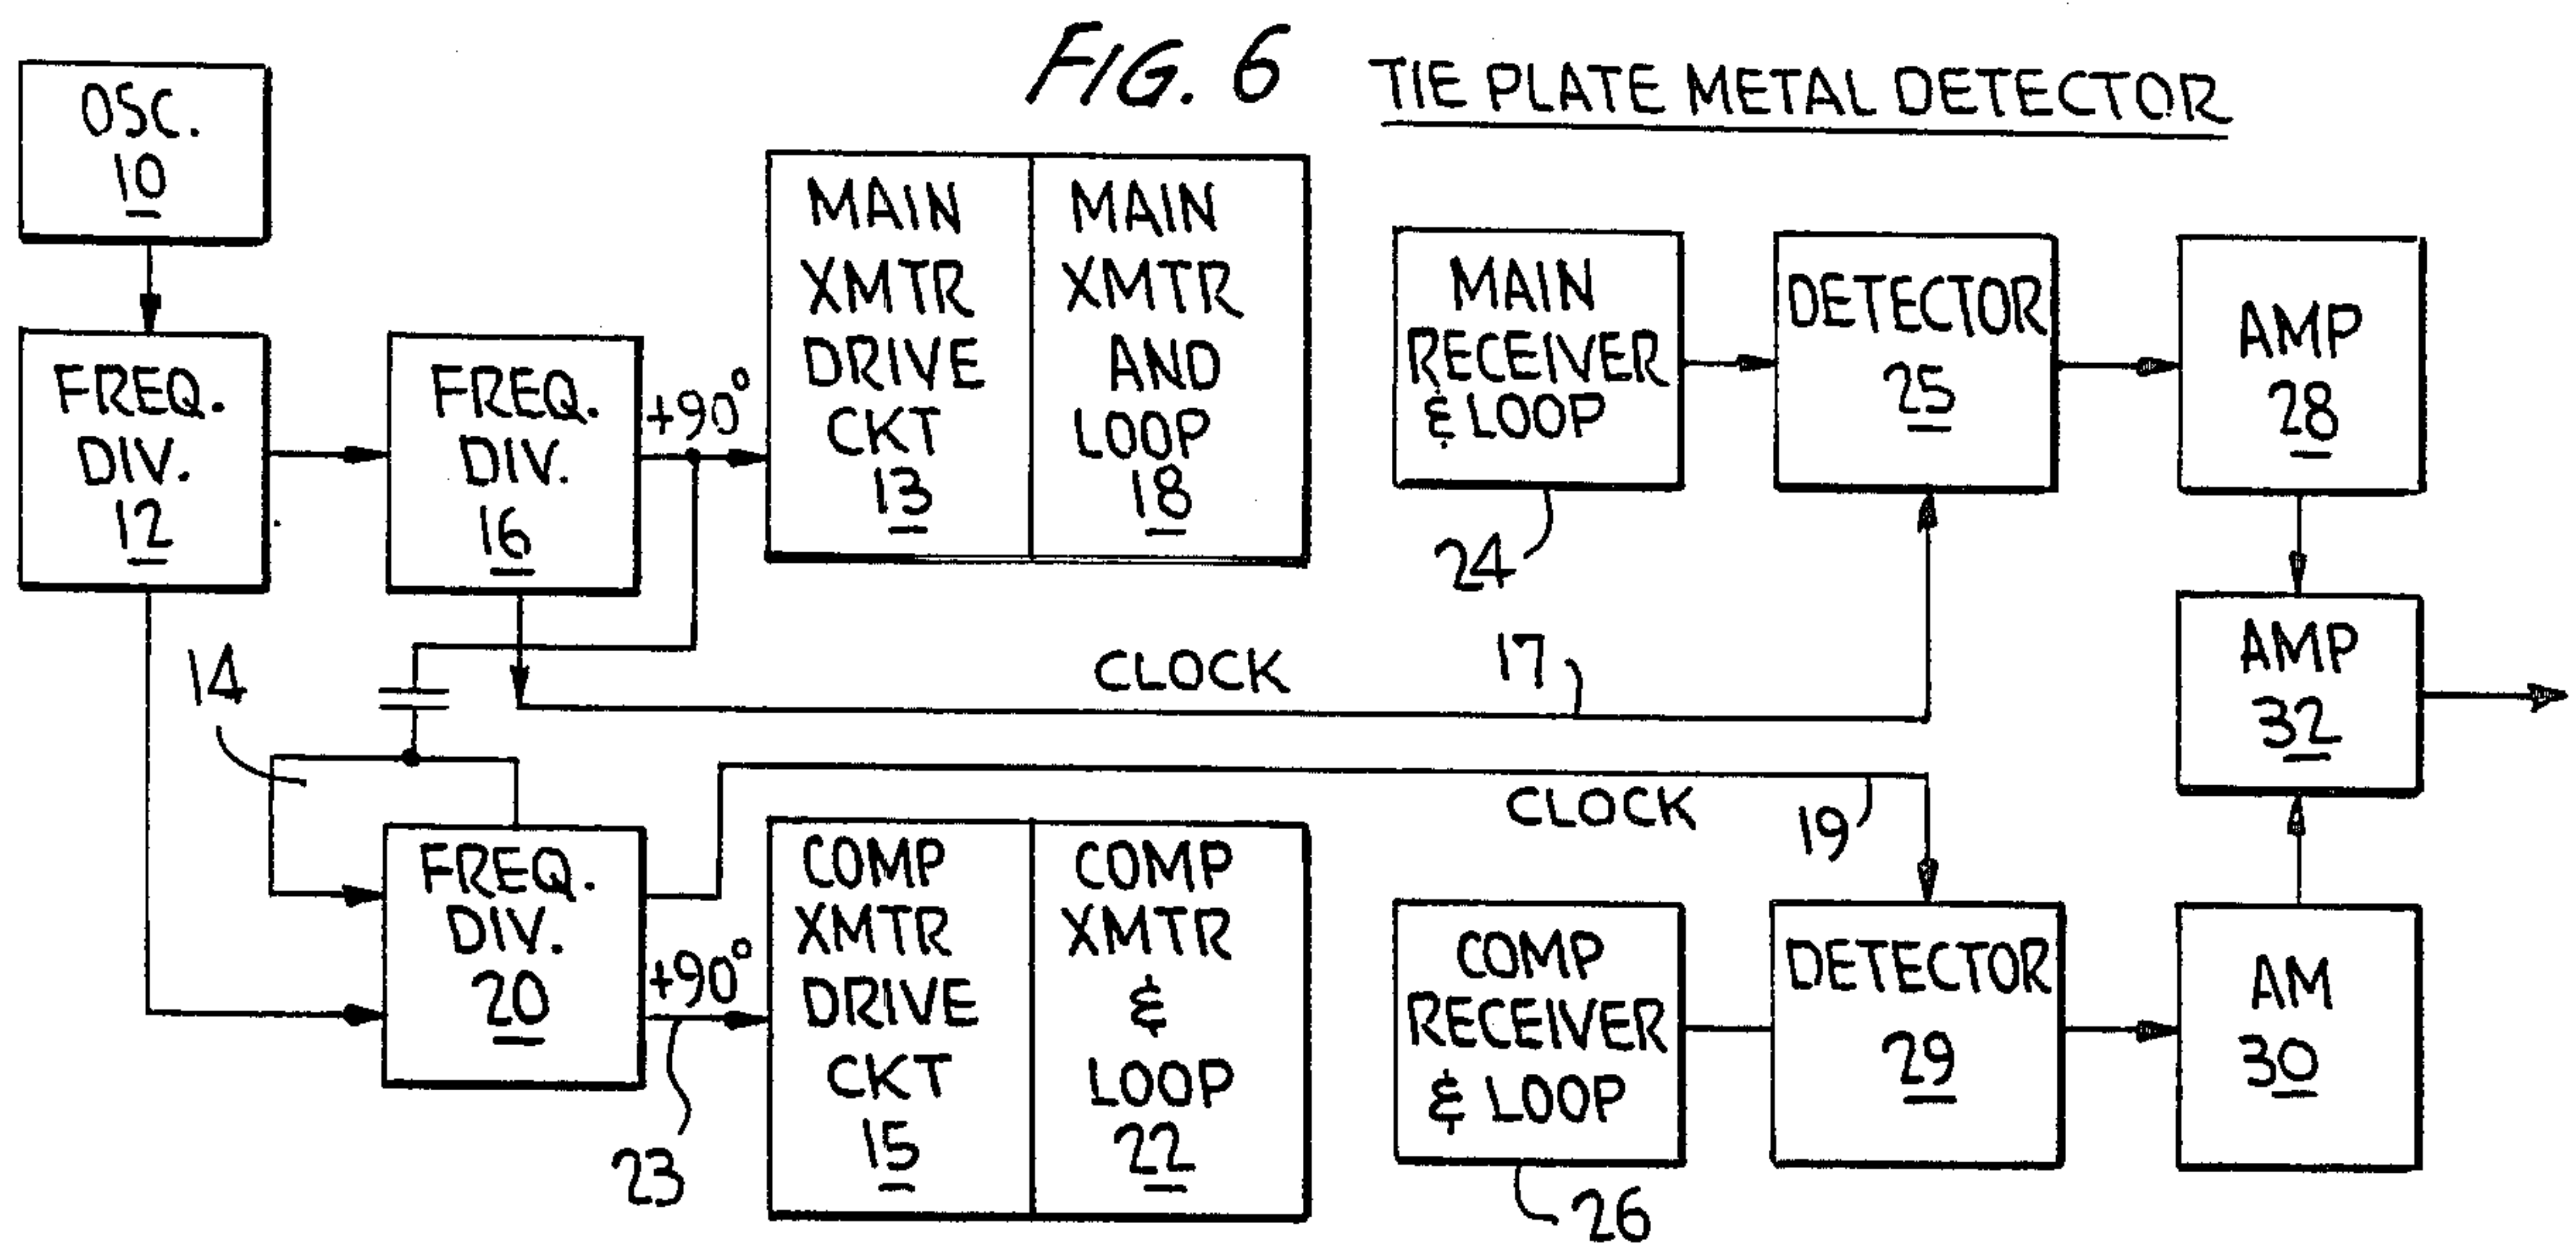 FIG. 6
TIE PLATE METAL DETECTOR
OSC.
10
FREQ.
DIV.
12
FREQ.
DIV.
16
+90°
MAIN
XMTR
DRIVE
CKT
13
MAIN
XMTR
AND
LOOP
18
MAIN
RECEIVER
& LOOP
24
DETECTOR
25
AMP
28
AMP
32
CLOCK
17
14
CLOCK
19
FREQ.
DIV.
20
+90°
23
COMP
XMTR
DRIVE
CKT
15
COMP
XMTR
&
LOOP
22
COMP
RECEIVER
& LOOP
26
DETECTOR
29
AM
30